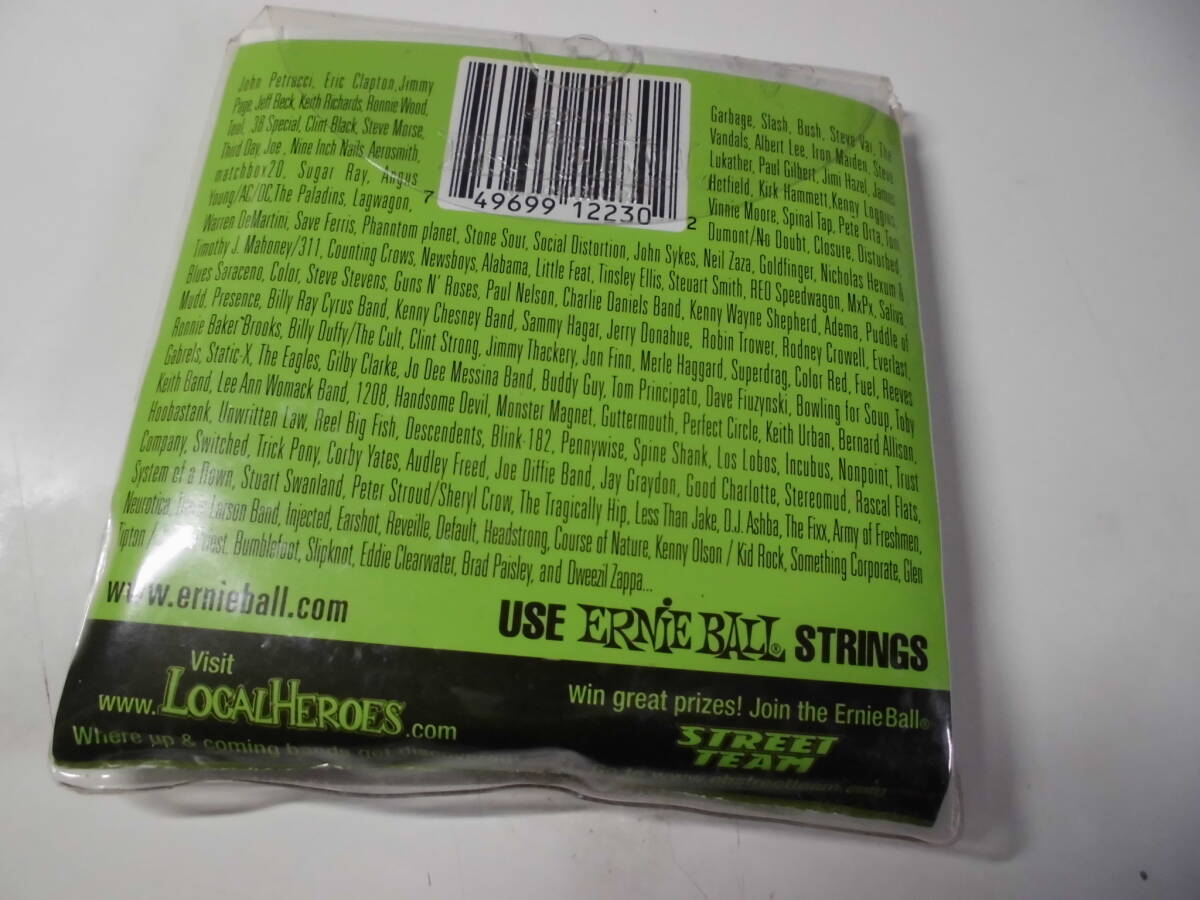 John Petrucci, Eric Clapton, Jimmy
Page, Jeff Beck, Keith Richards, Ronnie Wood,
Tool, 38 Special, Clint Black, Steve Morse,
Third Day, Joe, Nine Inch Nails, Aerosmith,
matchbox20, Sugar Ray, Angus
Young/AC/DC, The Paladins, Lagwagon,
7 49699 12230 2
Garbage, Slash, Bush, Steve Vai, The
Vandals, Albert Lee, Iron Maiden, Steve
Lukather, Paul Gilbert, Jimi Hazel, James
Hetfield, Kirk Hammett, Kenny Loggins,
Vinnie Moore, Spinal Tap, Pete Orta, Tom
Dumont/No Doubt, Closure, Disturbed,
Warren DeMartini, Save Ferris, Phanntom planet, Stone Sour, Social Distortion, John Sykes, Neil Zaza, Goldfinger, Nicholas Hexum &
Timothy J. Mahoney/311, Counting Crows, Newsboys, Alabama, Little Feat, Tinsley Ellis, Steuart Smith, REO Speedwagon, MxPx, Saliva,
Blues Saraceno, Color, Steve Stevens, Guns N' Roses, Paul Nelson, Charlie Daniels Band, Kenny Wayne Shepherd, Adema, Puddle of
Mudd, Presence, Billy Ray Cyrus Band, Kenny Chesney Band, Sammy Hagar, Jerry Donahue, Robin Trower, Rodney Crowell, Everlast,
Ronnie Baker Brooks, Billy Duffy/The Cult, Clint Strong, Jimmy Thackery, Jon Finn, Merle Haggard, Superdrag, Color Red, Fuel, Reeves
Gabrels, Static-X, The Eagles, Gilby Clarke, Jo Dee Messina Band, Buddy Guy, Tom Principato, Dave Fiuzynski, Bowling for Soup, Toby
Keith Band, Lee Ann Womack Band, 1208, Handsome Devil, Monster Magnet, Guttermouth, Perfect Circle, Keith Urban, Bernard Allison,
Hoobastank, Unwritten Law, Reel Big Fish, Descendents, Blink-182, Pennywise, Spine Shank, Los Lobos, Incubus, Nonpoint, Trust
Company, Switched, Trick Pony, Corby Yates, Audley Freed, Joe Diffie Band, Jay Graydon, Good Charlotte, Steremud, Rascal Flats,
System of a Down, Stuart Swanland, Peter Stroud/Sheryl Crow, The Tragically Hip, Less Than Jake, D.J. Ashba, The Fixx, Army of Freshmen,
Neurotica, Larson Band, Injected, Earshot, Reveille, Default, Headstrong, Course of Nature, Kenny Olson / Kid Rock, Something Corporate, Glen
Tipton / Priest, Bumblefoot, Slipknot, Eddie Clearwater, Brad Paisley, and Dweezil Zappa...
www.ernieball.com
USE ERNIE BALL® STRINGS
Visit
www.LOCALHEROES.com
Where up & coming bands get
Win great prizes! Join the Ernie Ball®
STREET
TEAM